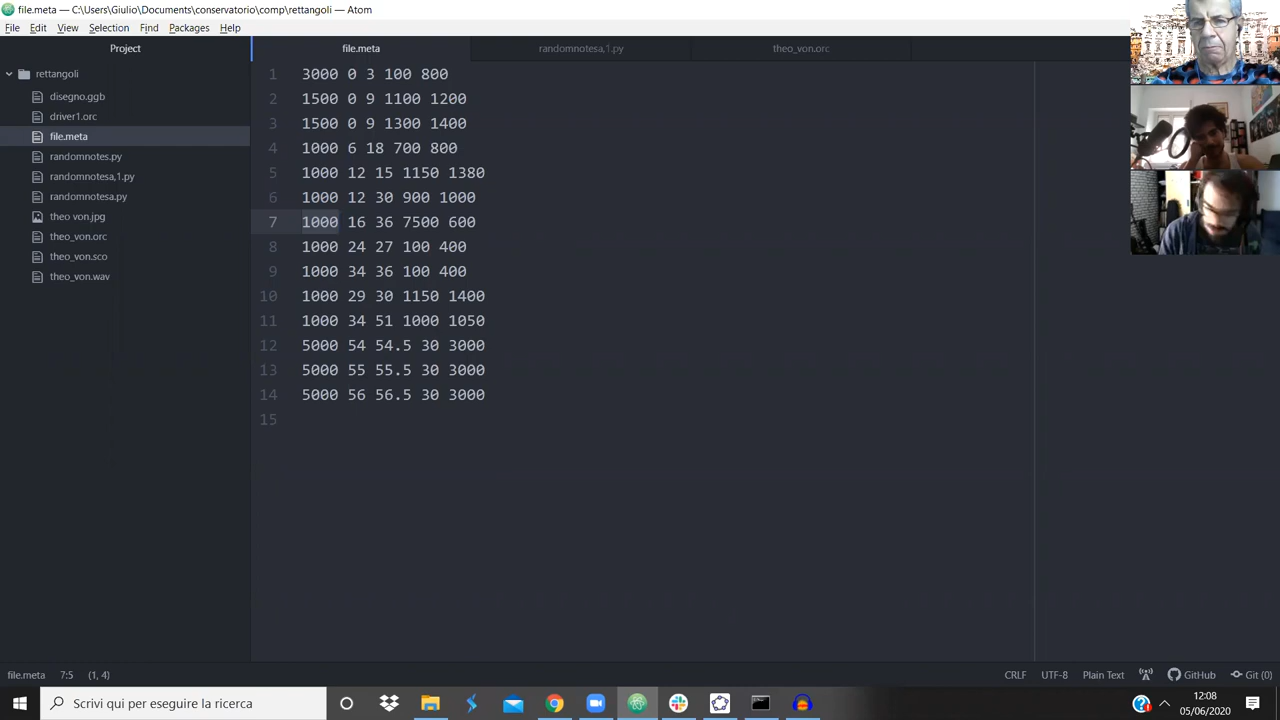 file.meta — C:\Users\Giulio\Documents\conservatorio\comp\rettangoli — Atom
File Edit View Selection Find Packages Help
Project
file.meta
randomnotesa,1.py
theo_von.orc
rettangoli
disegno.ggb
driver1.orc
file.meta
randomnotes.py
randomnotesa,1.py
randomnotesa.py
theo von.jpg
theo_von.orc
theo_von.sco
theo_von.wav
1 3000 0 3 100 800
2 1500 0 9 1100 1200
3 1500 0 9 1300 1400
4 1000 6 18 700 800
5 1000 12 15 1150 1380
6 1000 12 30 900 1000
7 1000 16 36 7500 600
8 1000 24 27 100 400
9 1000 34 36 100 400
10 1000 29 30 1150 1400
11 1000 34 51 1000 1050
12 5000 54 54.5 30 3000
13 5000 55 55.5 30 3000
14 5000 56 56.5 30 3000
15
file.meta 7:5 (1, 4)
CRLF UTF-8 Plain Text GitHub Git (0)
Scrivi qui per eseguire la ricerca
12:08
05/06/2020